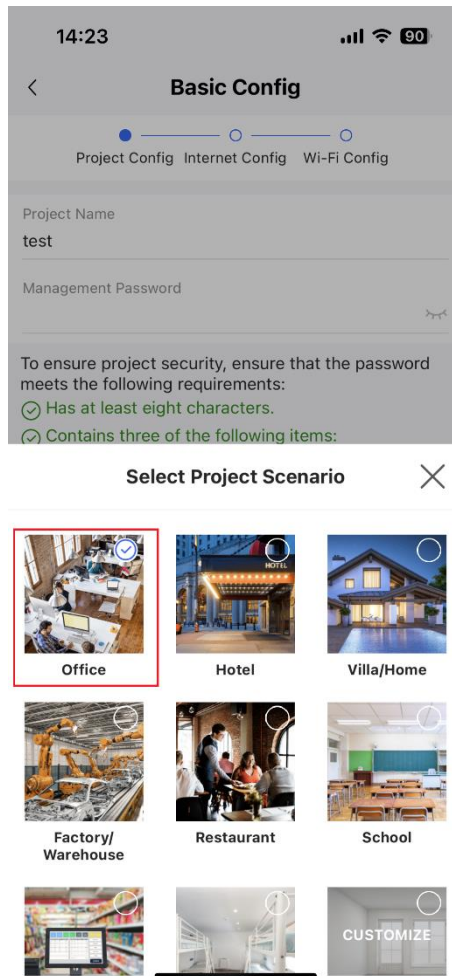 14:23
90
Basic Config
Project Config Internet Config Wi-Fi Config
Project Name
test
Management Password
To ensure project security, ensure that the password
meets the following requirements:
Has at least eight characters.
Contains three of the following items:
Select Project Scenario
HOTEL
Office Hotel Villa/Home
Factory/
Warehouse
Restaurant School
CUSTOMIZE